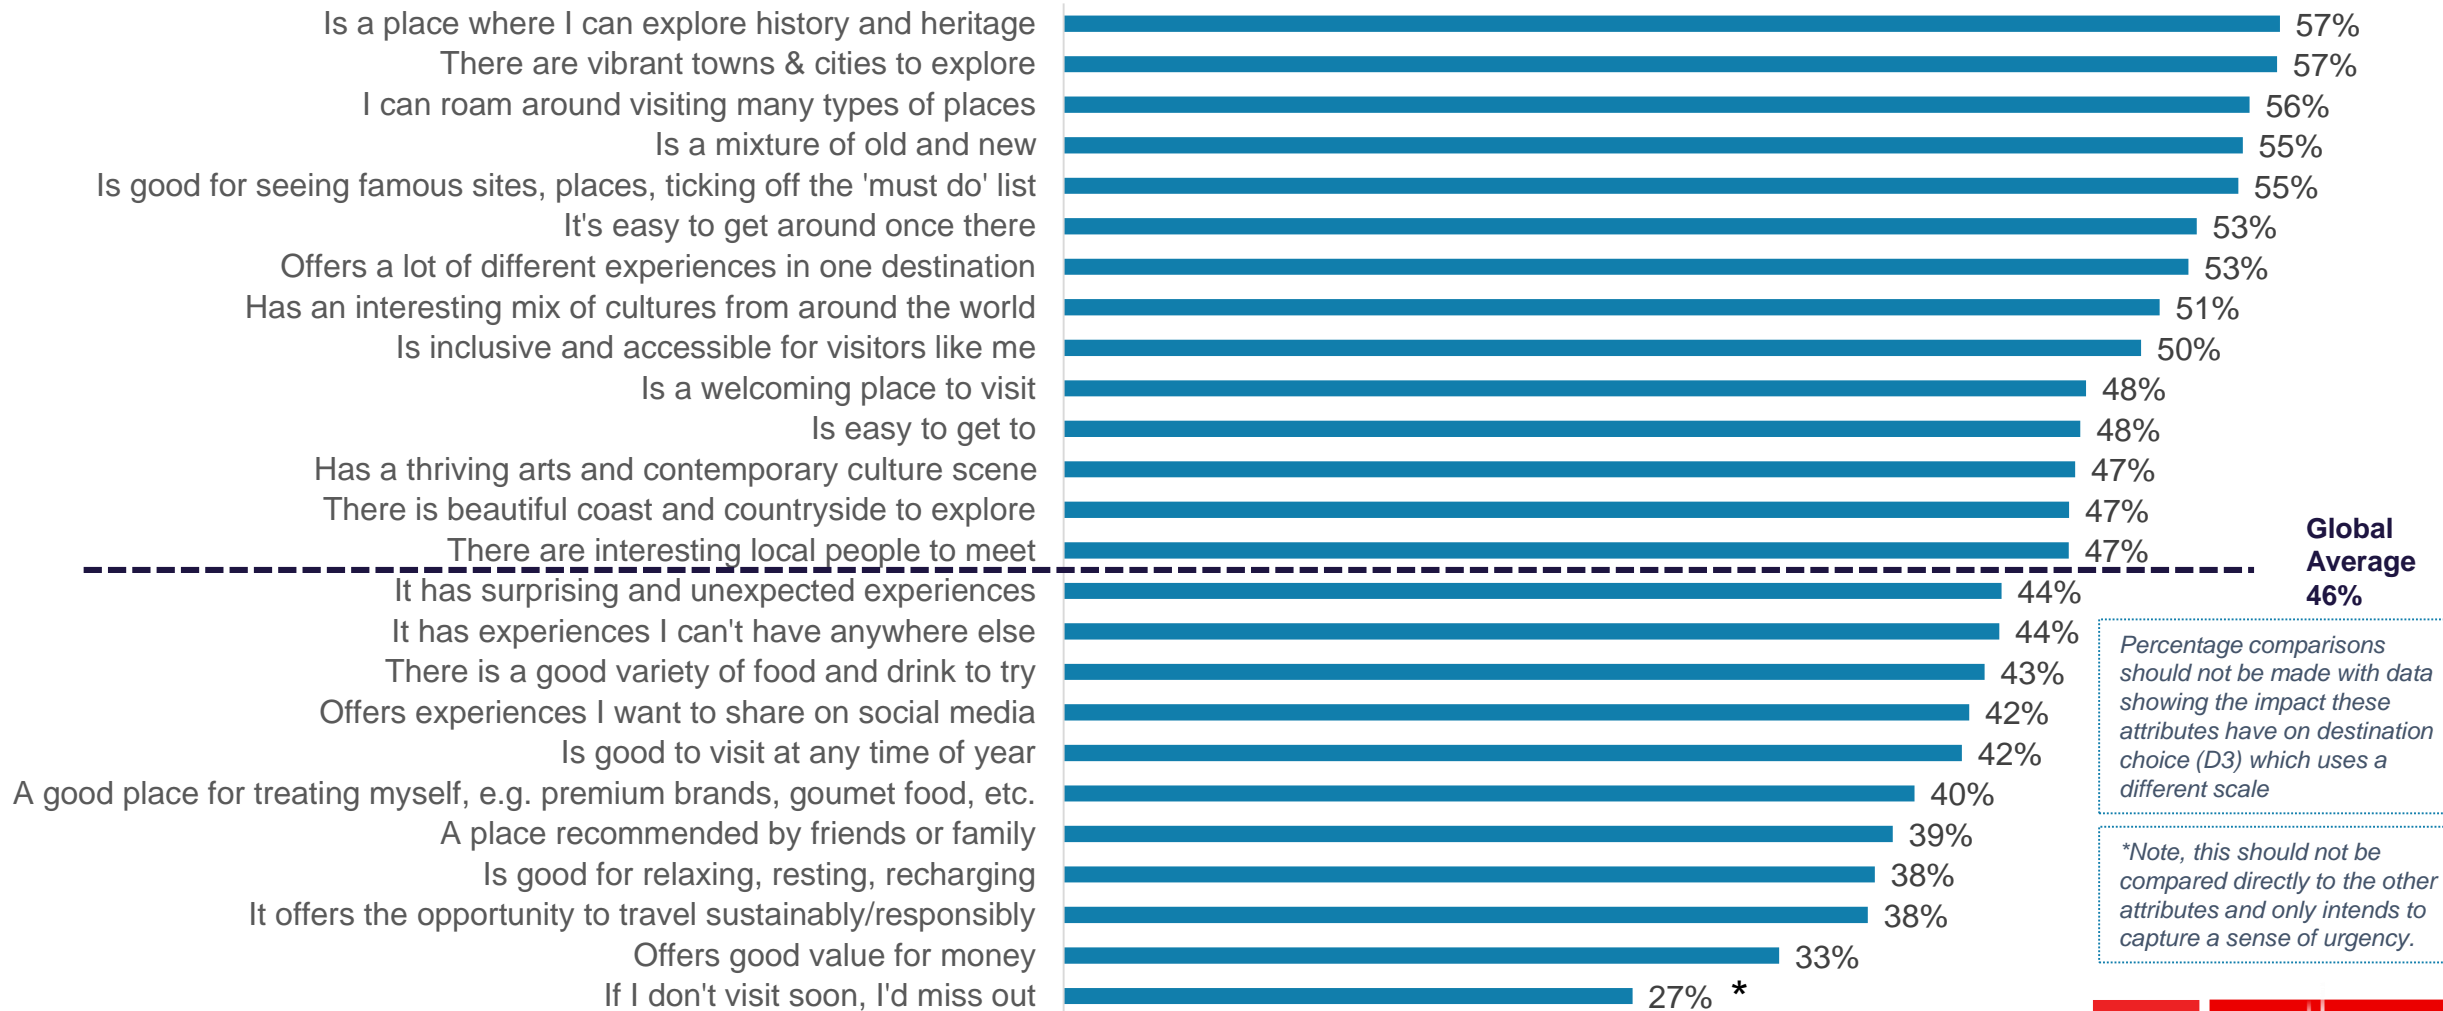 Is a place where I can explore history and heritage 57%
There are vibrant towns & cities to explore 57%
I can roam around visiting many types of places 56%
Is a mixture of old and new 55%
Is good for seeing famous sites, places, ticking off the 'must do' list 55%
It's easy to get around once there 53%
Offers a lot of different experiences in one destination 53%
Has an interesting mix of cultures from around the world 51%
Is inclusive and accessible for visitors like me 50%
Is a welcoming place to visit 48%
Is easy to get to 48%
Has a thriving arts and contemporary culture scene 47%
There is beautiful coast and countryside to explore 47%
There are interesting local people to meet 47%
It has surprising and unexpected experiences 44%
It has experiences I can't have anywhere else 44%
There is a good variety of food and drink to try 43%
Offers experiences I want to share on social media 42%
Is good to visit at any time of year 42%
A good place for treating myself, e.g. premium brands, goumet food, etc. 40%
A place recommended by friends or family 39%
Is good for relaxing, resting, recharging 38%
It offers the opportunity to travel sustainably/responsibly 38%
Offers good value for money 33%
If I don't visit soon, I'd miss out 27% *
Global
Average
46%
Percentage comparisons
should not be made with data
showing the impact these
attributes have on destination
choice (D3) which uses a
different scale
*Note, this should not be
compared directly to the other
attributes and only intends to
capture a sense of urgency.